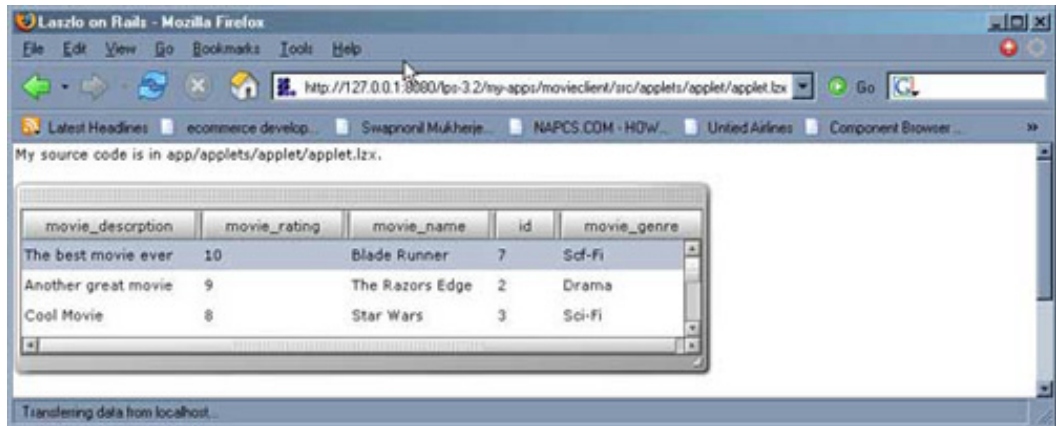 Laszlo on Rails - Mozilla Firefox
File Edit View Go Bookmarks Tools Help
http://127.0.0.1:8080/lps-3.2/my-apps/movieclient/src/applets/applet/applet.lzx Go G
Latest Headlines ecommerce develop... Swapnonil Mukherje... NAPCS.COM - HOW... United Airlines Component Browser ... »
My source code is in app/applets/applet/applet.lzx.
movie_descrption movie_rating movie_name id movie_genre
The best movie ever 10 Blade Runner 7 Scf-Fi
Another great movie 9 The Razors Edge 2 Drama
Cool Movie 8 Star Wars 3 Sci-Fi
Transferring data from localhost...